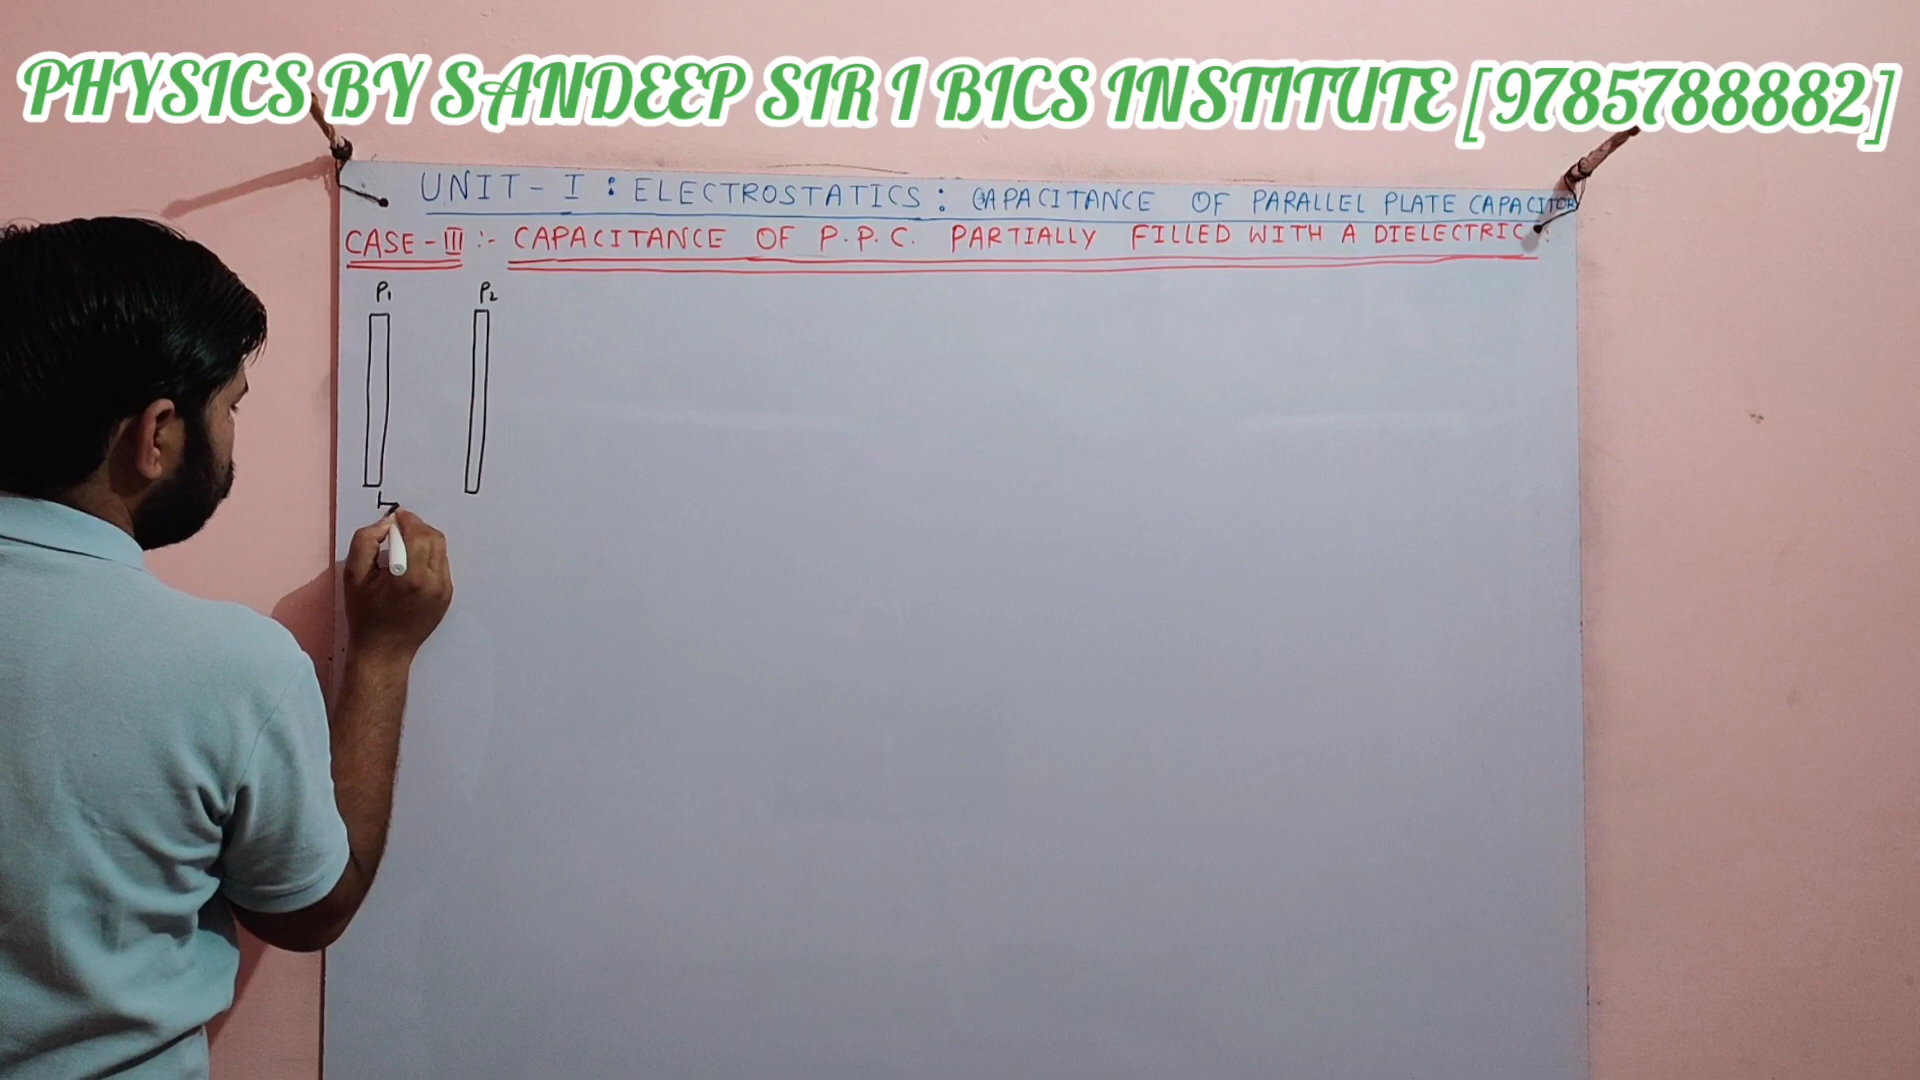 PHYSICS BY SANDEEP SIR I BICS INSTITUTE [9785788882]
UNIT - I : ELECTROSTATICS : CAPACITANCE OF PARALLEL PLATE CAPACITOR
CASE - III :- CAPACITANCE OF P.P.C. PARTIALLY FILLED WITH A DIELECTRIC :
P1 P2